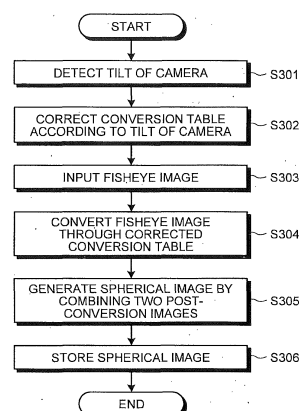 START
DETECT TILT OF CAMERA
S301
CORRECT CONVERSION TABLE
ACCORDING TO TILT OF CAMERA
S302
INPUT FISHEYE IMAGE
S303
CONVERT FISHEYE IMAGE
THROUGH CORRECTED
CONVERSION TABLE
S304
GENERATE SPHERICAL IMAGE BY
COMBINING TWO POST-
CONVERSION IMAGES
S305
STORE SPHERICAL IMAGE
S306
END